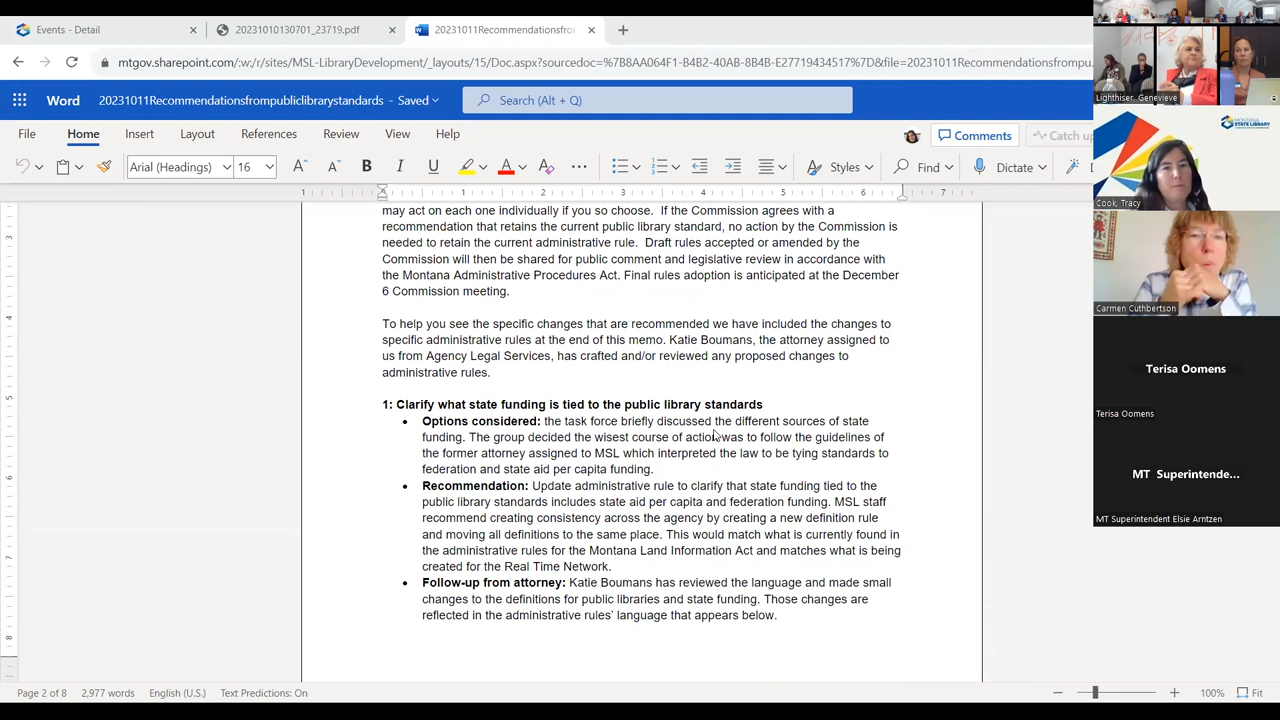 Events - Detail
20231010130701_23719.pdf
20231011Recommendationsfrom
mtgov.sharepoint.com/:w:/r/sites/MSL-LibraryDevelopment/_layouts/15/Doc.aspx?sourcedoc=%7B8AA064F1-B4B2-40AB-8B4B-E27719434517%7D&file=20231011Recommendationsfrompu
Word
20231011Recommendationsfrompubliclibrarystandards - Saved
Search (Alt + Q)
File
Home
Insert
Layout
References
Review
View
Help
Comments
Catch up
Arial (Headings)
16
B
I
U
A
Styles
Find
Dictate
1
1
2
3
4
5
6
7
may act on each one individually if you so choose. If the Commission agrees with a
recommendation that retains the current public library standard, no action by the Commission is
needed to retain the current administrative rule. Draft rules accepted or amended by the
Commission will then be shared for public comment and legislative review in accordance with
the Montana Administrative Procedures Act. Final rules adoption is anticipated at the December
6 Commission meeting.
To help you see the specific changes that are recommended we have included the changes to
specific administrative rules at the end of this memo. Katie Boumans, the attorney assigned to
us from Agency Legal Services, has crafted and/or reviewed any proposed changes to
administrative rules.
1: Clarify what state funding is tied to the public library standards
• Options considered: the task force briefly discussed the different sources of state
funding. The group decided the wisest course of action was to follow the guidelines of
the former attorney assigned to MSL which interpreted the law to be tying standards to
federation and state aid per capita funding.
• Recommendation: Update administrative rule to clarify that state funding tied to the
public library standards includes state aid per capita and federation funding. MSL staff
recommend creating consistency across the agency by creating a new definition rule
and moving all definitions to the same place. This would match what is currently found in
the administrative rules for the Montana Land Information Act and matches what is being
created for the Real Time Network.
• Follow-up from attorney: Katie Boumans has reviewed the language and made small
changes to the definitions for public libraries and state funding. Those changes are
reflected in the administrative rules' language that appears below.
4
5
6
7
8
Page 2 of 8
2,977 words
English (U.S.)
Text Predictions: On
100%
Fit
Lighthiser, Genevieve
MONTANA
STATE LIBRARY
Cook, Tracy
Carmen Cuthbertson
Terisa Oomens
Terisa Oomens
MT Superintende...
MT Superintendent Elsie Arntzen